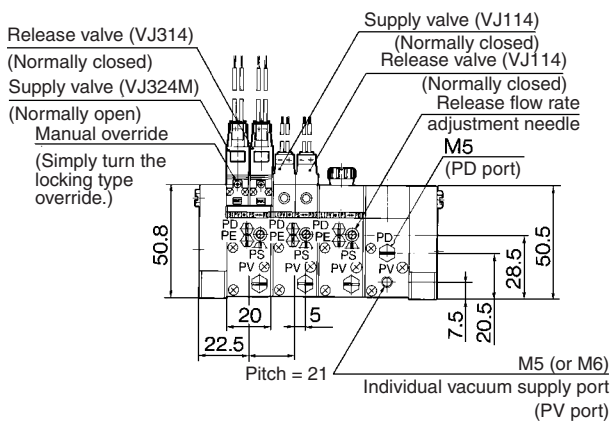 Release valve (VJ314)
(Normally closed)
Supply valve (VJ324M)
(Normally open)
Manual override
(Simply turn the
locking type
override.)
Supply valve (VJ114)
(Normally closed)
Release valve (VJ114)
(Normally closed)
Release flow rate
adjustment needle
M5
(PD port)
PD
PE
PS
PV
PD
PE
PS
PV
PD
PE
PS
PV
PD
PV
50.8
20
5
22.5
Pitch = 21
7.5
20.5
28.5
50.5
M5 (or M6)
Individual vacuum supply port
(PV port)